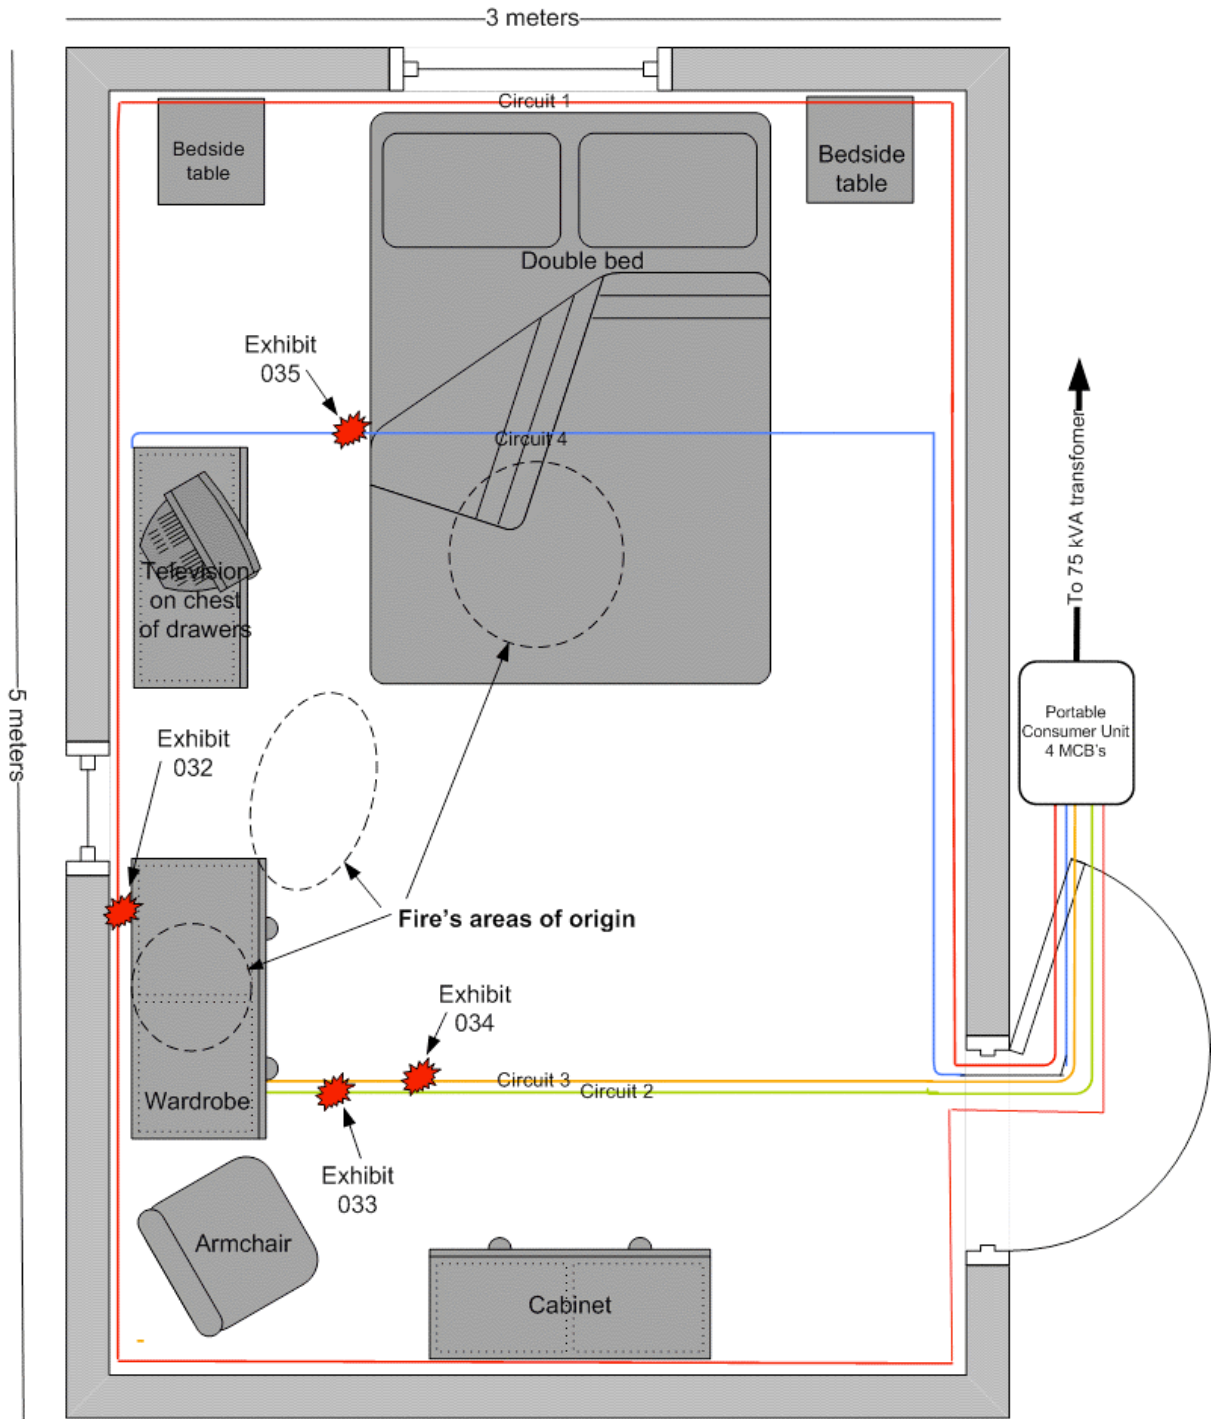 3 meters
Circuit 1
Bedside
table
Bedside
table
Double bed
Exhibit
035
Circuit 4
To 75 kVA transfomer
Television
on chest
of drawers
5 meters
Portable
Consumer Unit
4 MCB's
Exhibit
032
Fire's areas of origin
Exhibit
034
Circuit 3
Circuit 2
Wardrobe
Exhibit
033
Armchair
Cabinet